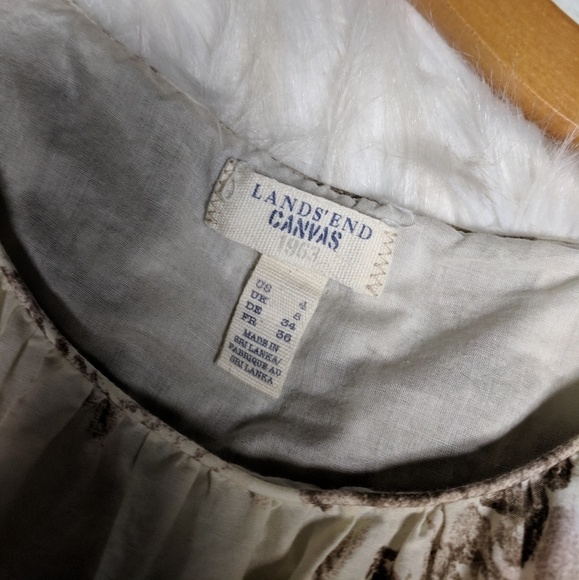 LANDS' END
CANVAS
1963
US 4
UK 8
DE 34
FR 36
MADE IN
SRI LANKA/
FABRIQUE AU
SRI LANKA